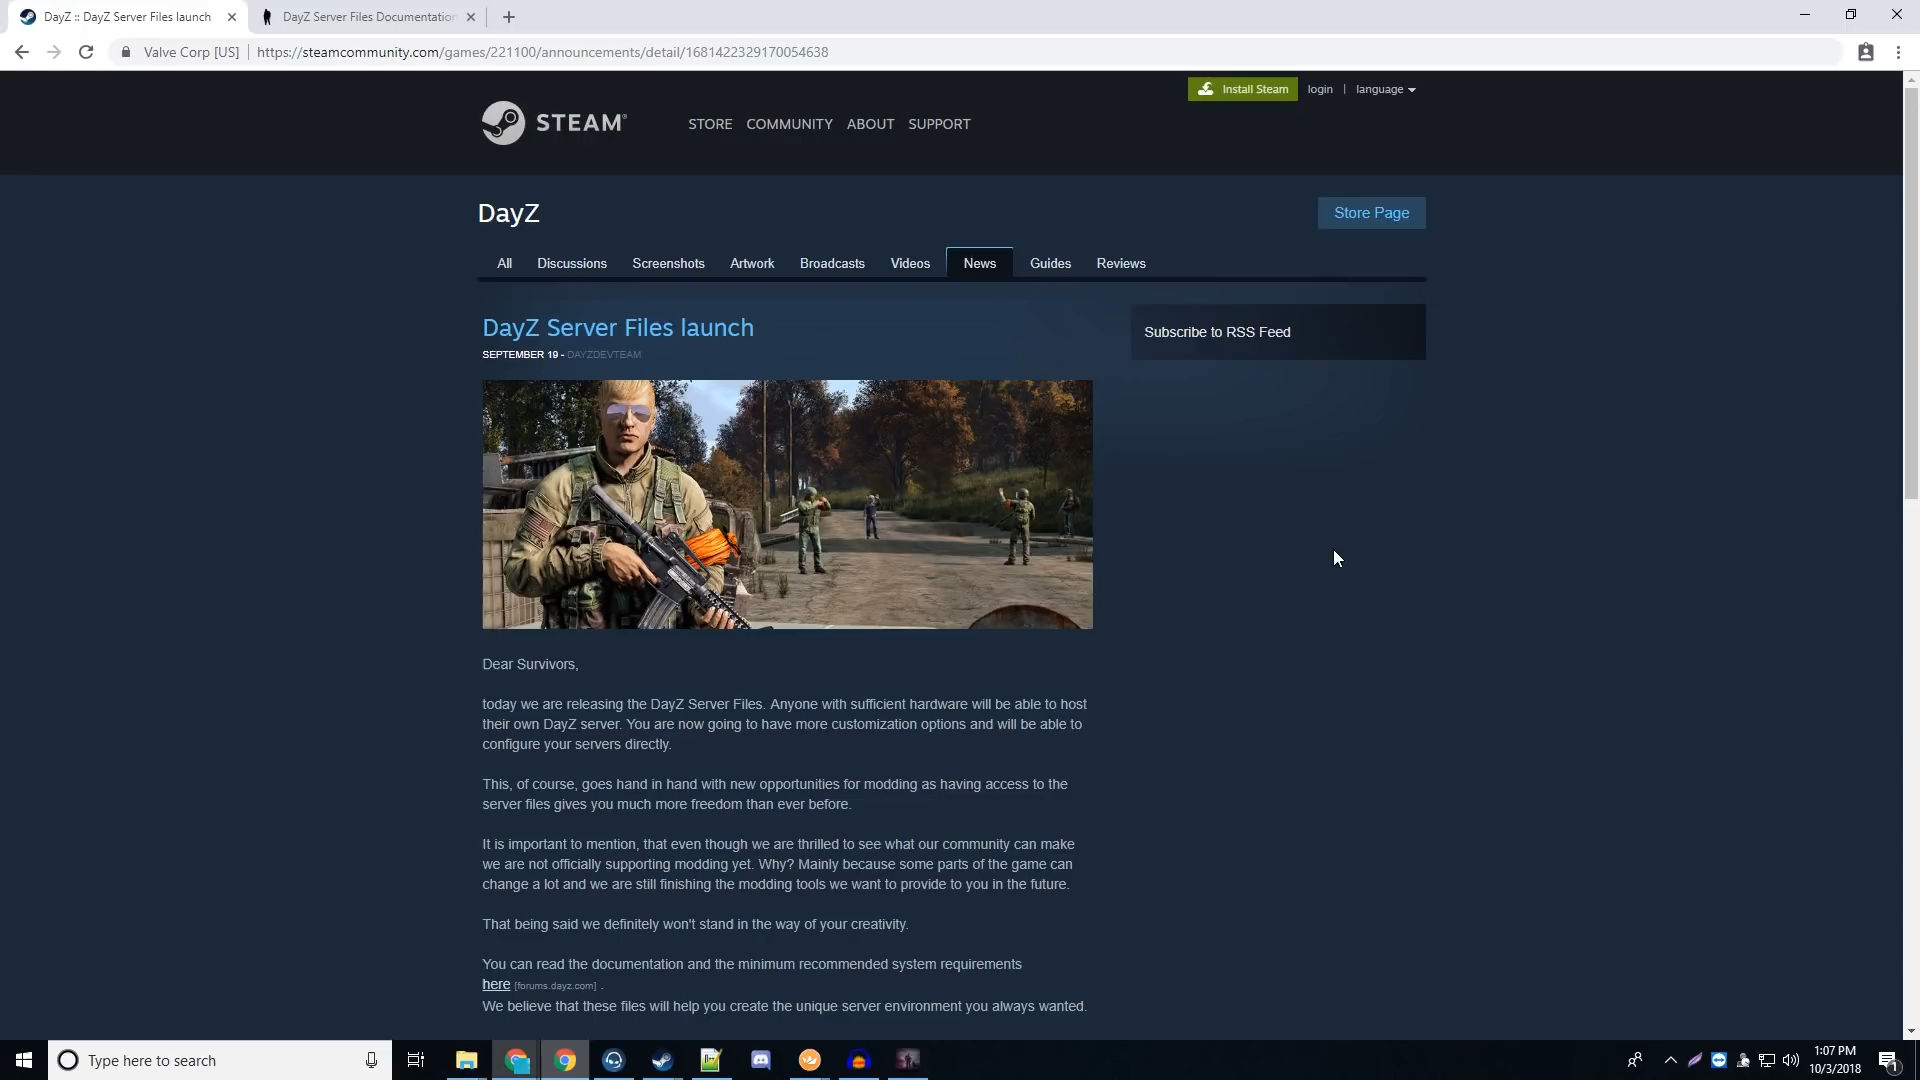 DayZ :: DayZ Server Files launch
DayZ Server Files Documentation
Valve Corp [US]
https://steamcommunity.com/games/221100/announcements/detail/1681422329170054638
Install Steam
login
|
language
STEAM®
STORE
COMMUNITY
ABOUT
SUPPORT
DayZ
Store Page
All
Discussions
Screenshots
Artwork
Broadcasts
Videos
News
Guides
Reviews
DayZ Server Files launch
SEPTEMBER 19 - DAYZDEVTEAM
Subscribe to RSS Feed
Dear Survivors,
today we are releasing the DayZ Server Files. Anyone with sufficient hardware will be able to host
their own DayZ server. You are now going to have more customization options and will be able to
configure your servers directly.
This, of course, goes hand in hand with new opportunities for modding as having access to the
server files gives you much more freedom than ever before.
It is important to mention, that even though we are thrilled to see what our community can make
we are not officially supporting modding yet. Why? Mainly because some parts of the game can
change a lot and we are still finishing the modding tools we want to provide to you in the future.
That being said we definitely won't stand in the way of your creativity.
You can read the documentation and the minimum recommended system requirements
here [forums.dayz.com] .
We believe that these files will help you create the unique server environment you always wanted.
Type here to search
1:07 PM
10/3/2018
1